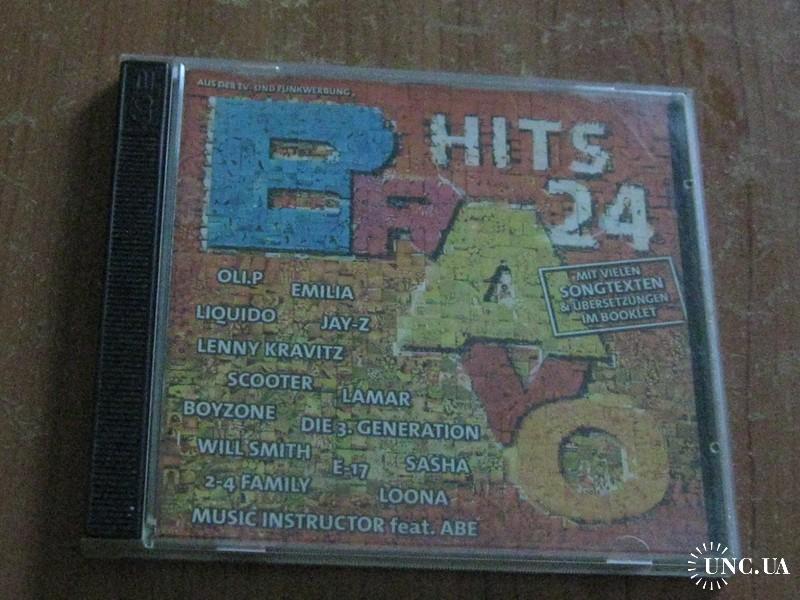 AUS DER TV- UND FUNKWERBUNG
BRAVO
HITS
24
MIT VIELEN
SONGTEXTEN
& ÜBERSETZUNGEN
IM BOOKLET
OLI.P EMILIA
LIQUIDO JAY-Z
LENNY KRAVITZ
SCOOTER LAMAR
BOYZONE DIE 3. GENERATION
WILL SMITH E-17 SASHA
2-4 FAMILY LOONA
MUSIC INSTRUCTOR feat. ABE
UNC.UA